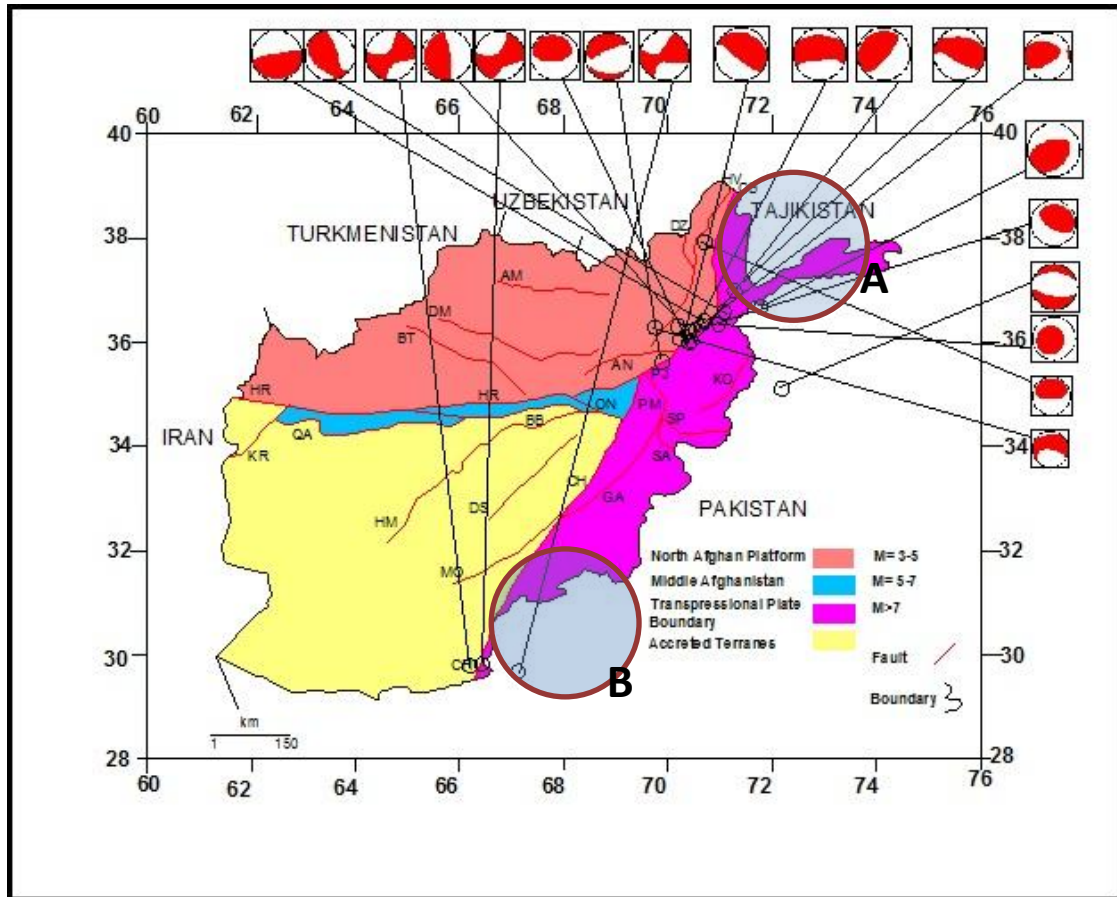 60 62 64 66 68 70 72 74 76
40 40
UZBEKISTAN
TAJIKISTAN
TURKMENISTAN
DZ
38 38
A
AM
DM
BT
36 36
AN
KO
HR
HR
ON
PM
IRAN
QA
BB
SP
KR
34 34
SA
CH
GA
DS
HM
PAKISTAN
32 32
North Afghan Platform M= 3-5
MO
Middle Afghanistan M= 5-7
Transpressional Plate Boundary M>7
Accreted Terranes
30 30
Fault
B
Boundary
km
1 150
28 28
60 62 64 66 68 70 72 74 76